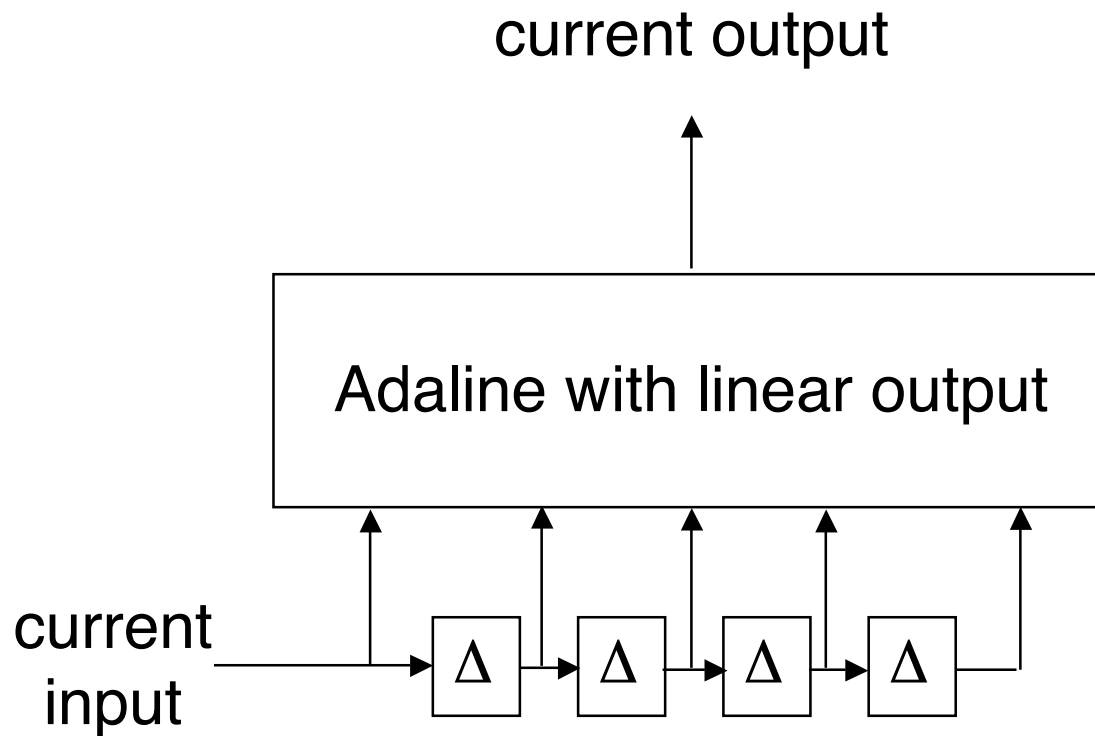 current output
Adaline with linear output
current
input
Δ Δ Δ Δ